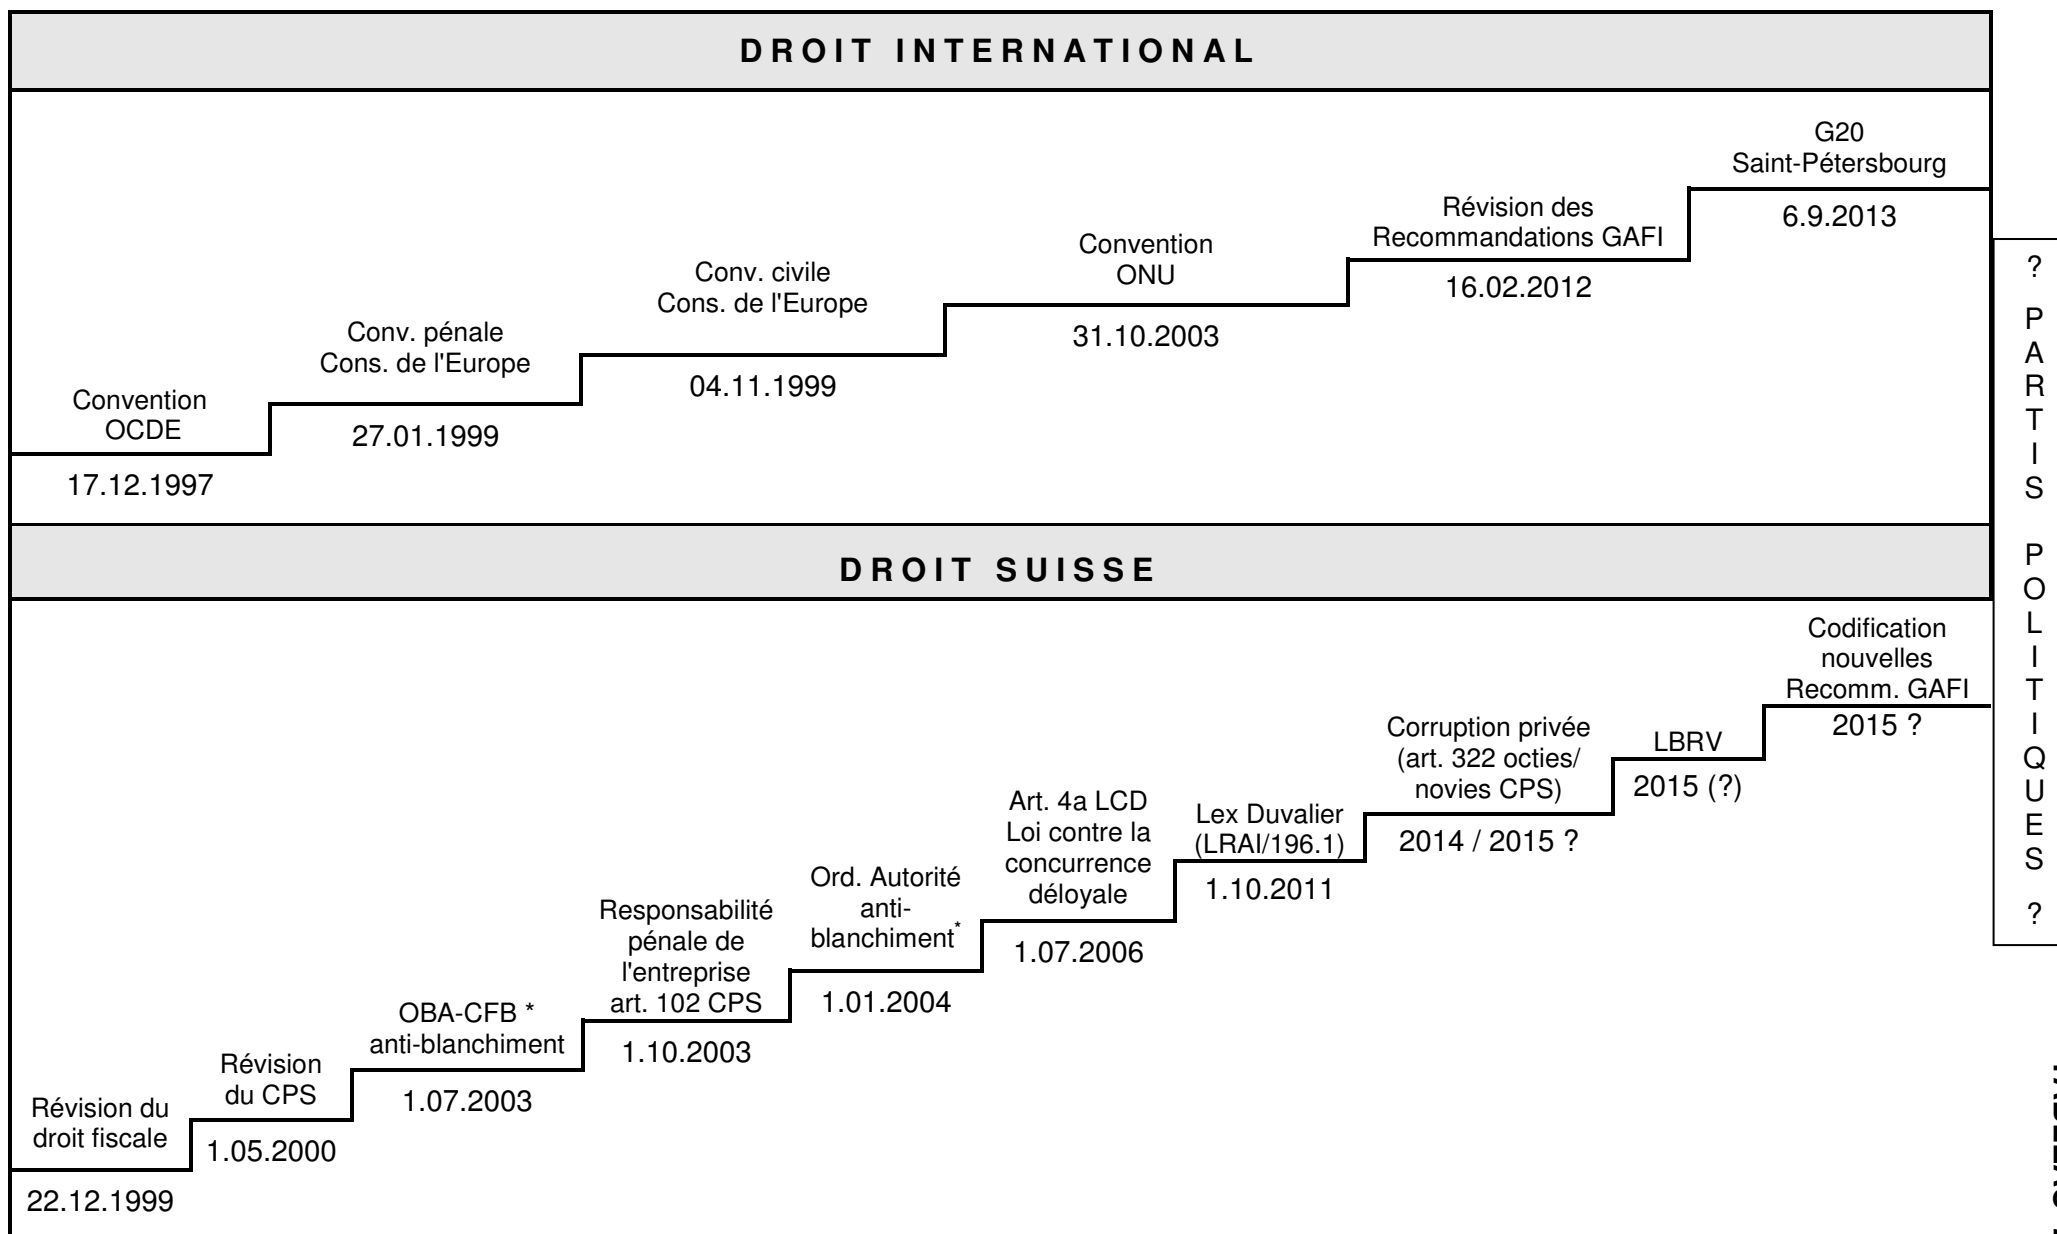 DROIT INTERNATIONAL
G20
Saint-Pétersbourg
6.9.2013
Révision des
Recommandations GAFI
16.02.2012
Convention
ONU
31.10.2003
Conv. civile
Cons. de l'Europe
04.11.1999
Conv. pénale
Cons. de l'Europe
27.01.1999
Convention
OCDE
17.12.1997
DROIT SUISSE
Codification
nouvelles
Recomm. GAFI
2015 ?
LBRV
2015 (?)
Corruption privée
(art. 322 octies/
novies CPS)
2014 / 2015 ?
Lex Duvalier
(LRAI/196.1)
1.10.2011
Art. 4a LCD
Loi contre la
concurrence
déloyale
1.07.2006
Ord. Autorité
anti-
blanchiment*
1.01.2004
Responsabilité
pénale de
l'entreprise
art. 102 CPS
1.10.2003
OBA-CFB *
anti-blanchiment
1.07.2003
Révision
du CPS
1.05.2000
Révision du
droit fiscale
22.12.1999
? PARTIS POLITIQUES ?